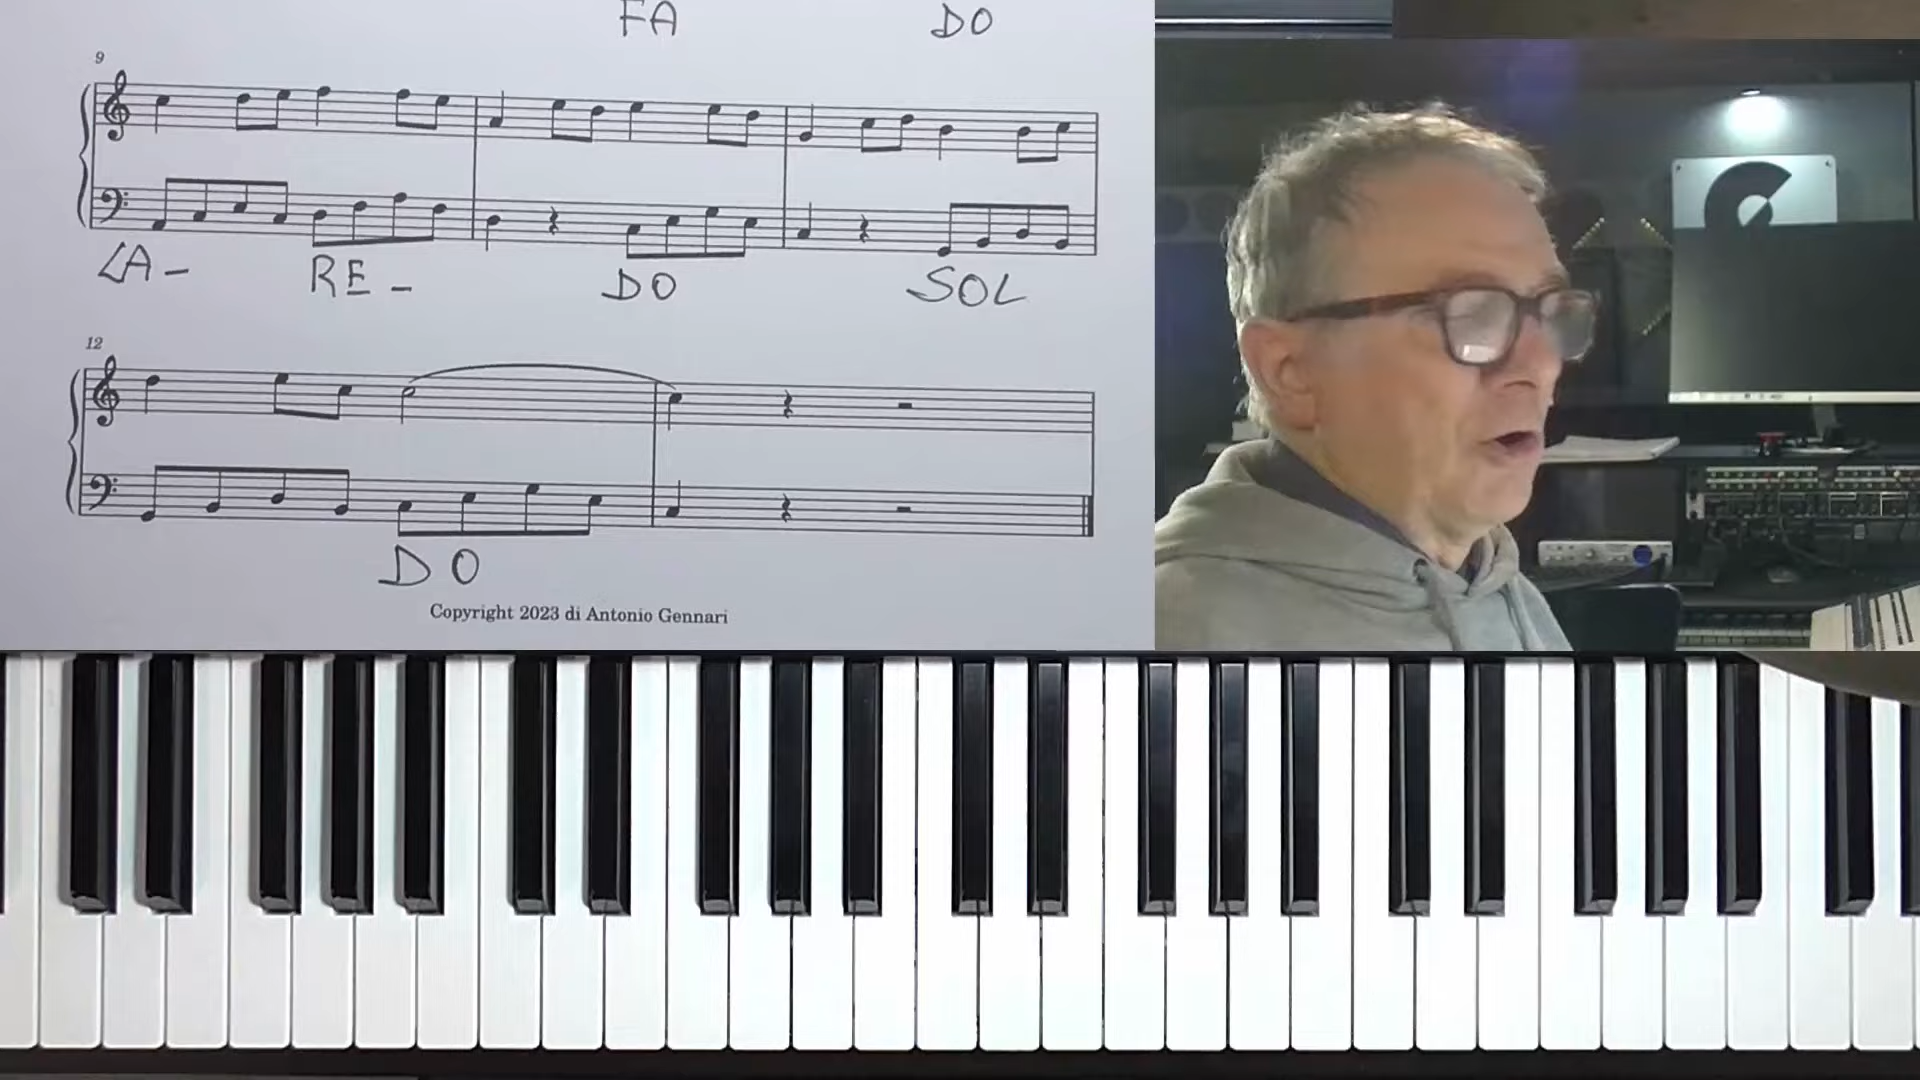 FA DO
9
LA- RE- DO SOL
12
DO
Copyright 2023 di Antonio Gennari